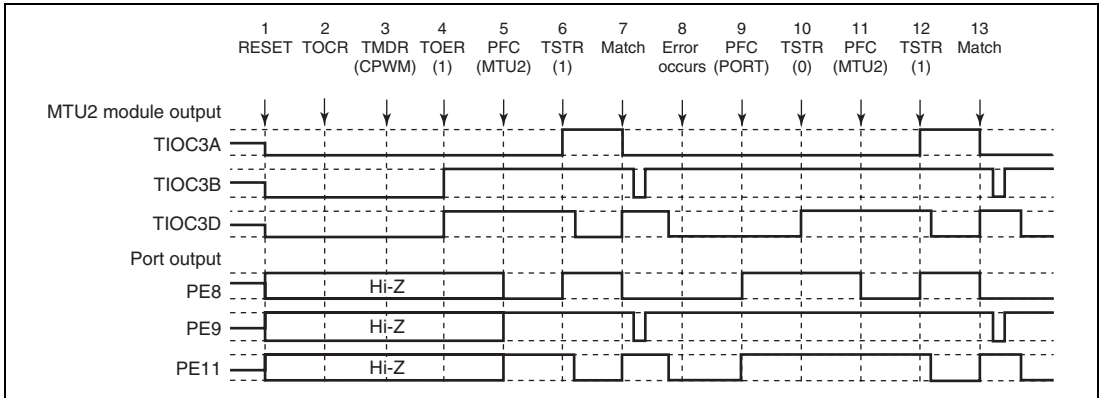 1 2 3 4 5 6 7 8 9 10 11 12 13
RESET TOCR TMDR TOER PFC TSTR Match Error PFC TSTR PFC TSTR Match
(CPWM) (1) (MTU2) (1) occurs (PORT) (0) (MTU2) (1)
MTU2 module output
TIOC3A
TIOC3B
TIOC3D
Port output
PE8 Hi-Z
PE9 Hi-Z
PE11 Hi-Z